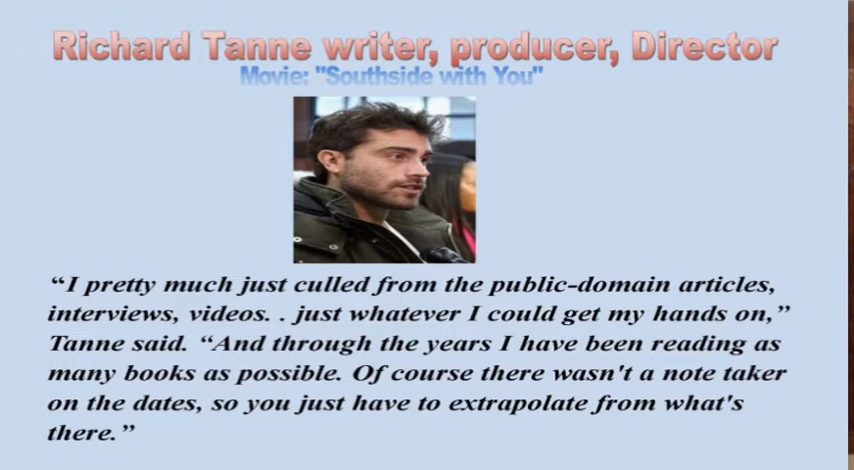 Richard Tanne writer, producer, Director
Movie: "Southside with You"
“I pretty much just culled from the public-domain articles,
interviews, videos. . just whatever I could get my hands on,”
Tanne said. “And through the years I have been reading as
many books as possible. Of course there wasn't a note taker
on the dates, so you just have to extrapolate from what's
there.”